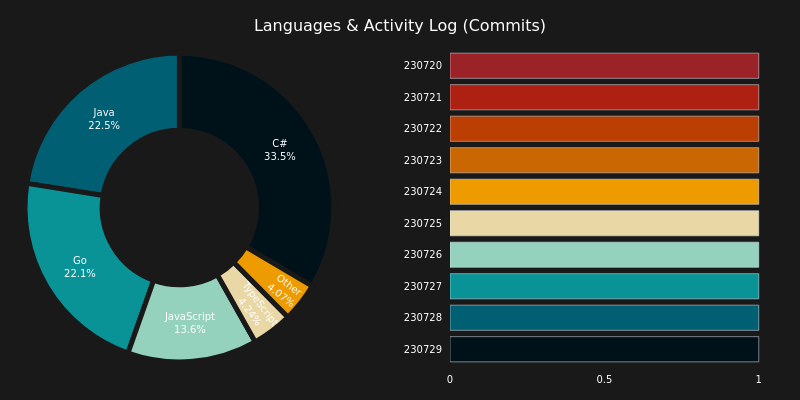 Languages & Activity Log (Commits)
Java
22.5%
C#
33.5%
Go
22.1%
JavaScript
13.6%
TypeScript
4.24%
Other
4.07%
230720
230721
230722
230723
230724
230725
230726
230727
230728
230729
0
0.5
1